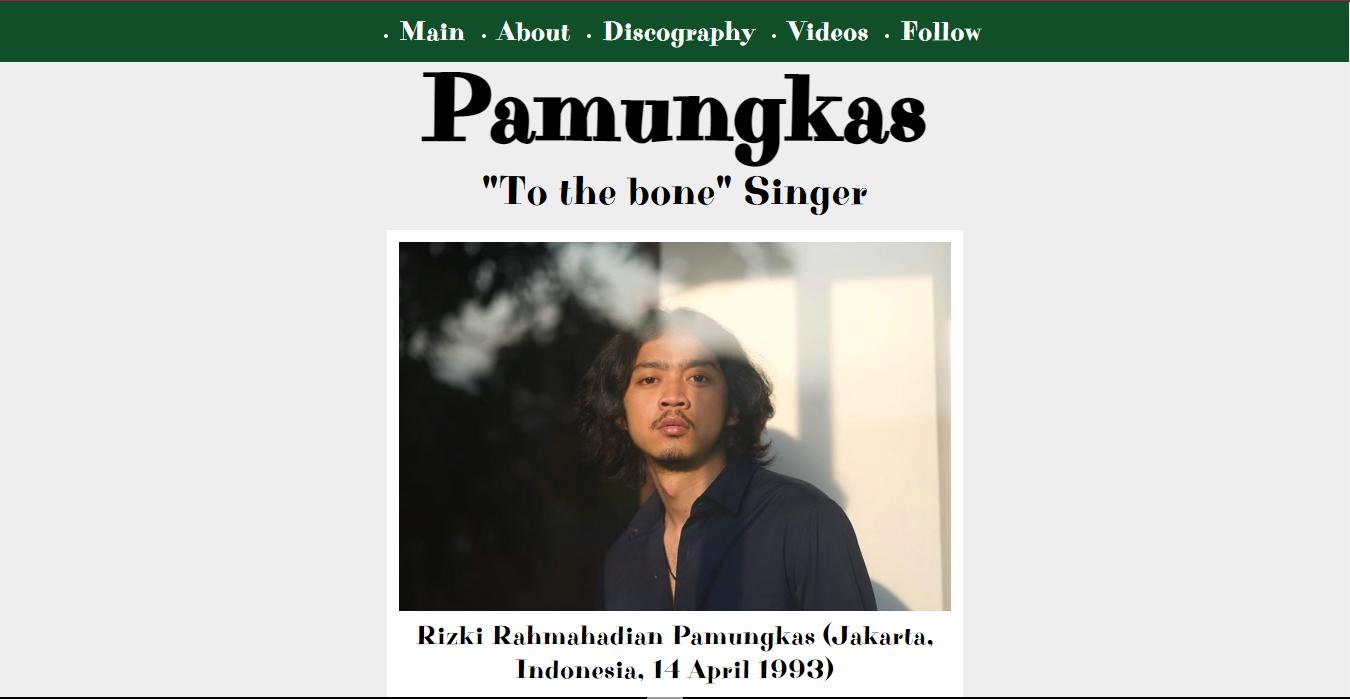 · Main · About · Discography · Videos · Follow
Pamungkas
"To the bone" Singer
Rizki Rahmahadian Pamungkas (Jakarta,
Indonesia, 14 April 1993)